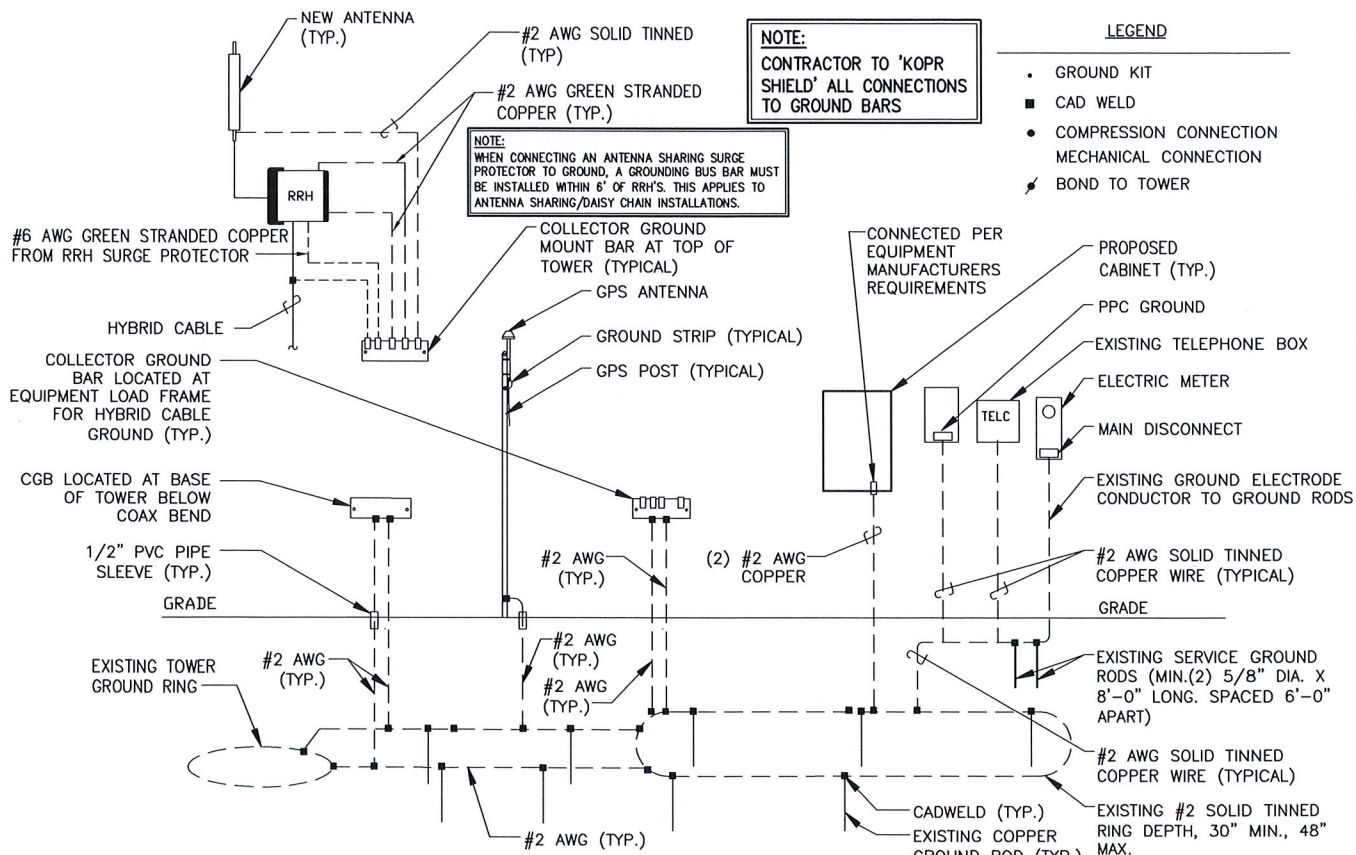 NEW ANTENNA
(TYP.)
#2 AWG SOLID TINNED
(TYP)
#2 AWG GREEN STRANDED
COPPER (TYP.)
NOTE:
CONTRACTOR TO 'KOPR
SHIELD' ALL CONNECTIONS
TO GROUND BARS
LEGEND
GROUND KIT
CAD WELD
COMPRESSION CONNECTION
MECHANICAL CONNECTION
BOND TO TOWER
NOTE:
WHEN CONNECTING AN ANTENNA SHARING SURGE
PROTECTOR TO GROUND, A GROUNDING BUS BAR MUST
BE INSTALLED WITHIN 6' OF RRH'S. THIS APPLIES TO
ANTENNA SHARING/DAISY CHAIN INSTALLATIONS.
RRH
#6 AWG GREEN STRANDED COPPER
FROM RRH SURGE PROTECTOR
COLLECTOR GROUND
MOUNT BAR AT TOP OF
TOWER (TYPICAL)
CONNECTED PER
EQUIPMENT
MANUFACTURERS
REQUIREMENTS
PROPOSED
CABINET (TYP.)
GPS ANTENNA
PPC GROUND
HYBRID CABLE
GROUND STRIP (TYPICAL)
EXISTING TELEPHONE BOX
COLLECTOR GROUND
BAR LOCATED AT
EQUIPMENT LOAD FRAME
FOR HYBRID CABLE
GROUND (TYP.)
GPS POST (TYPICAL)
ELECTRIC METER
TELC
MAIN DISCONNECT
CGB LOCATED AT BASE
OF TOWER BELOW
COAX BEND
EXISTING GROUND ELECTRODE
CONDUCTOR TO GROUND RODS
1/2" PVC PIPE
SLEEVE (TYP.)
#2 AWG
(TYP.)
(2) #2 AWG
COPPER
#2 AWG SOLID TINNED
COPPER WIRE (TYPICAL)
GRADE
GRADE
EXISTING TOWER
GROUND RING
#2 AWG
(TYP.)
#2 AWG
(TYP.)
#2 AWG
(TYP.)
EXISTING SERVICE GROUND
RODS (MIN.(2) 5/8" DIA. X
8'-0" LONG. SPACED 6'-0"
APART)
#2 AWG SOLID TINNED
COPPER WIRE (TYPICAL)
#2 AWG (TYP.)
CADWELD (TYP.)
EXISTING COPPER
GROUND ROD (TYP.)
EXISTING #2 SOLID TINNED
RING DEPTH, 30" MIN., 48"
MAX.